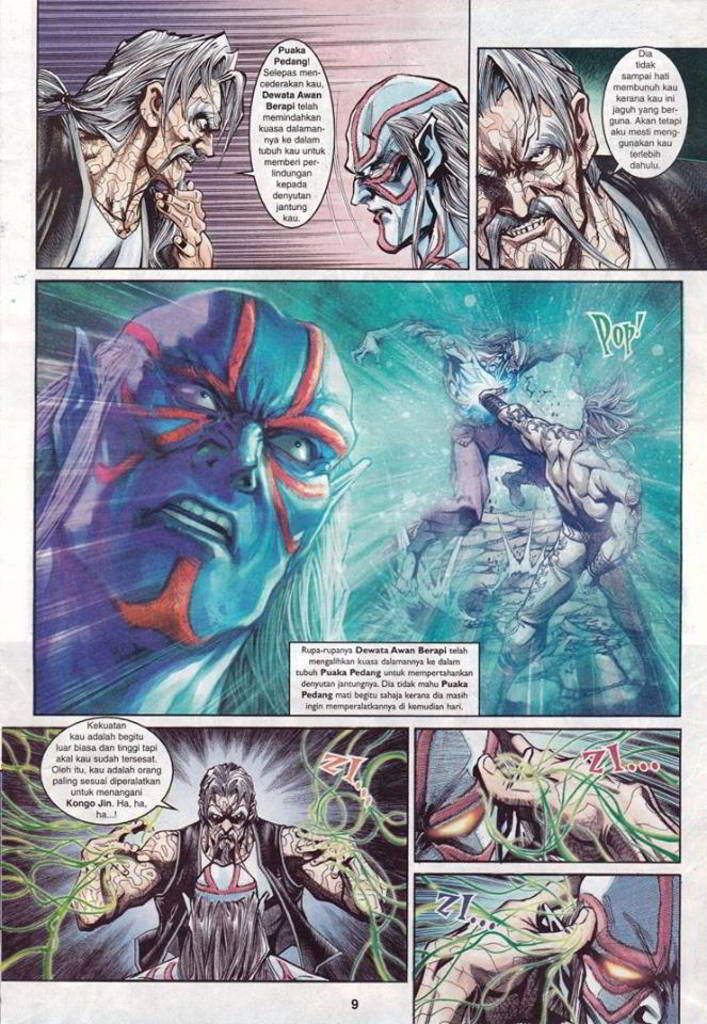 Puaka
Pedang!
Selepas men-
cederakan kau,
Dewata Awan
Berapi telah
memindahkan
kuasa dalaman-
nya ke dalam
tubuh kau untuk
memberi per-
lindungan
kepada
denyutan
jantung
kau.
Dia
tidak
sampai hati
membunuh kau
kerana kau ini
jaguh yang ber-
guna. Akan tetapi
aku mesti meng-
gunakan kau
terlebih
dahulu.
POP!
Rupa-rupanya Dewata Awan Berapi telah
mengalihkan kuasa dalamannya ke dalam
tubuh Puaka Pedang untuk mempertahankan
denyutan jantungnya. Dia tidak mahu Puaka
Pedang mati begitu sahaja kerana dia masih
ingin memperalatkannya di kemudian hari.
Kekuatan
kau adalah begitu
luar biasa dan tinggi tapi
akal kau sudah tersesat.
Oleh itu, kau adalah orang
paling sesuai diperalatkan
untuk menangani
Kongo Jin. Ha, ha,
ha...!
ZI...
ZI...
ZI...
9